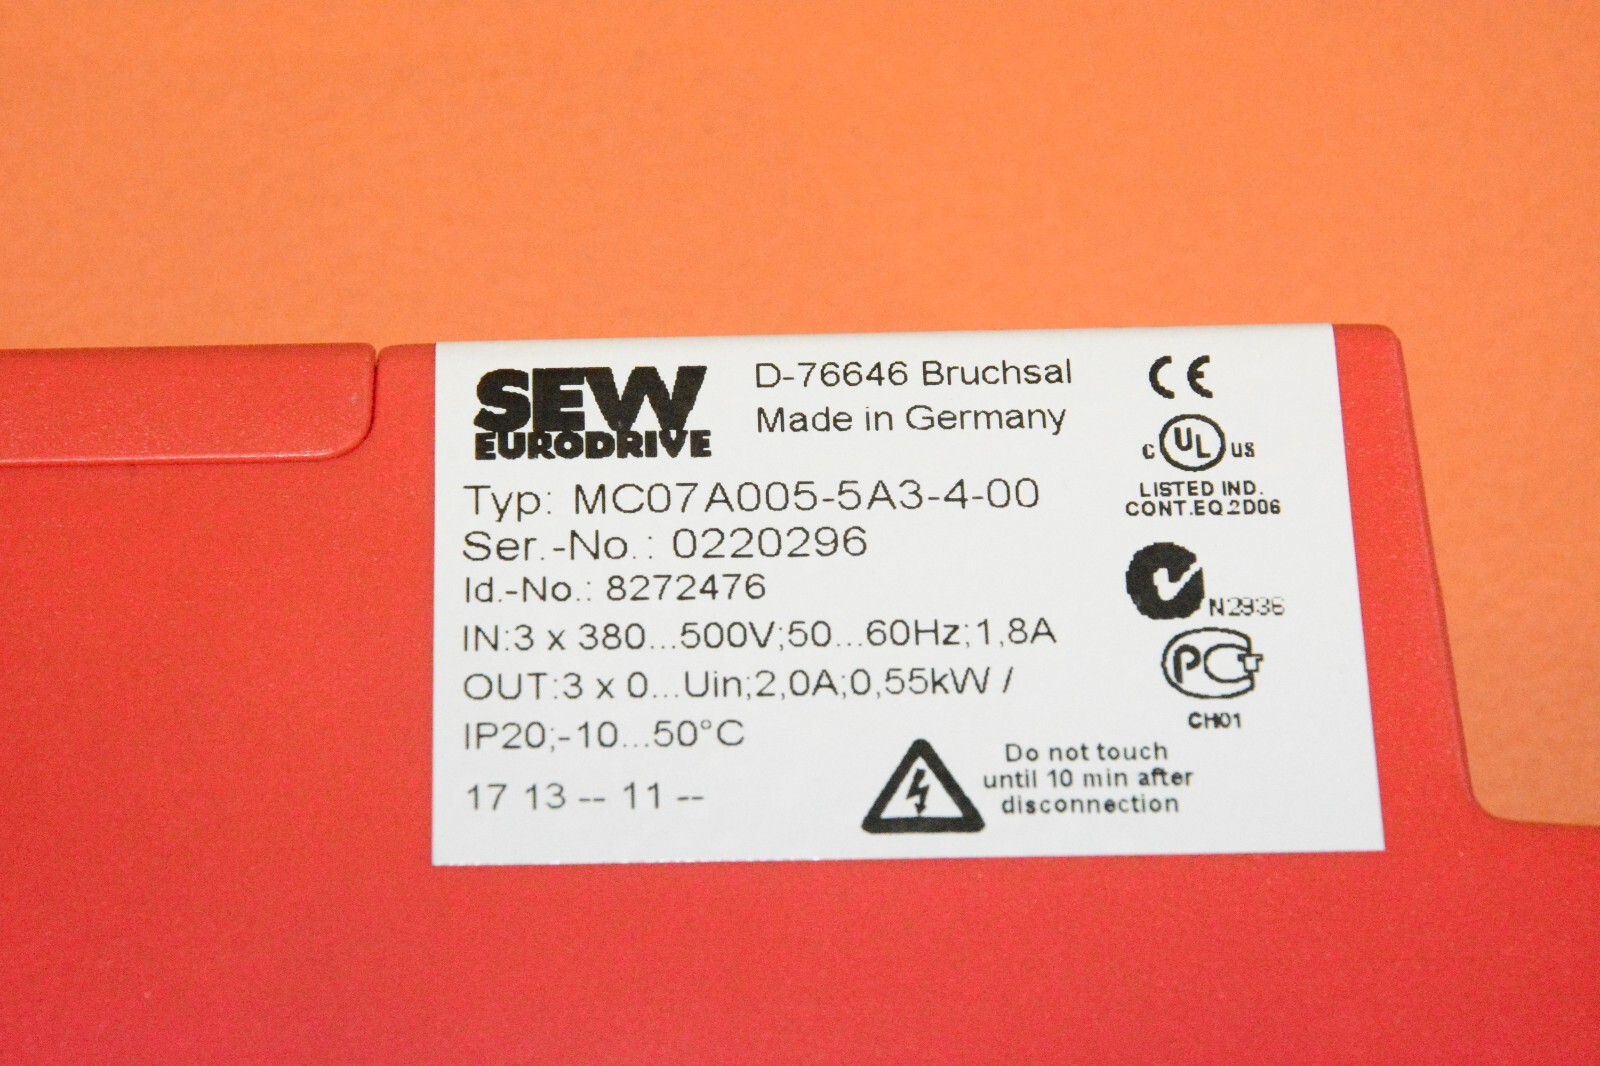 SEW
EURODRIVE
D-76646 Bruchsal
Made in Germany
CE
c UL us
LISTED IND.
CONT.EQ.2D06
Typ: MC07A005-5A3-4-00
Ser.-No.: 0220296
Id.-No.: 8272476
IN:3 x 380...500V;50...60Hz;1,8A
OUT:3 x 0...Uin;2,0A;0,55kW /
IP20;-10...50°C
17 13 -- 11 --
N2936
PCT
CH01
Do not touch
until 10 min after
disconnection